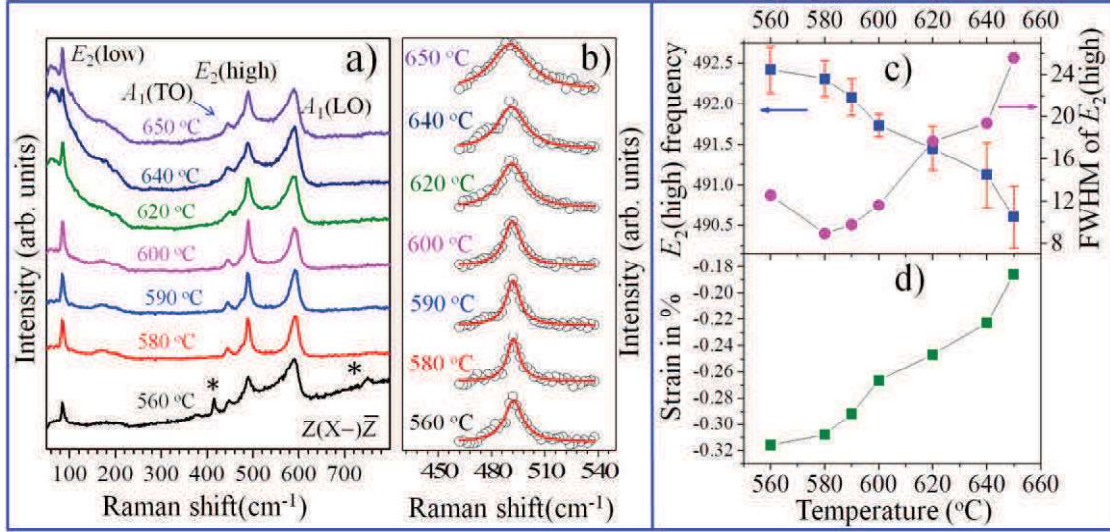 a)
E2(low)
E2(high)
A1(TO)
A1(LO)
650 °C
640 °C
620 °C
600 °C
590 °C
580 °C
560 °C
*
*
Z(X−)Z̅
Intensity (arb. units)
50 200 300 400 500 600 700
Raman shift(cm-1)
b)
650 °C
640 °C
620 °C
600 °C
590 °C
580 °C
560 °C
Intensity (arb. units)
450 480 510 540
Raman shift(cm-1)
560 580 600 620 640 660
c)
492.5
492.0
491.5
491.0
490.5
E2(high) frequency
24
20
16
12
8
FWHM of E2(high)
d)
-0.18
-0.20
-0.22
-0.24
-0.26
-0.28
-0.30
-0.32
Strain in %
560 580 600 620 640 660
Temperature (°C)